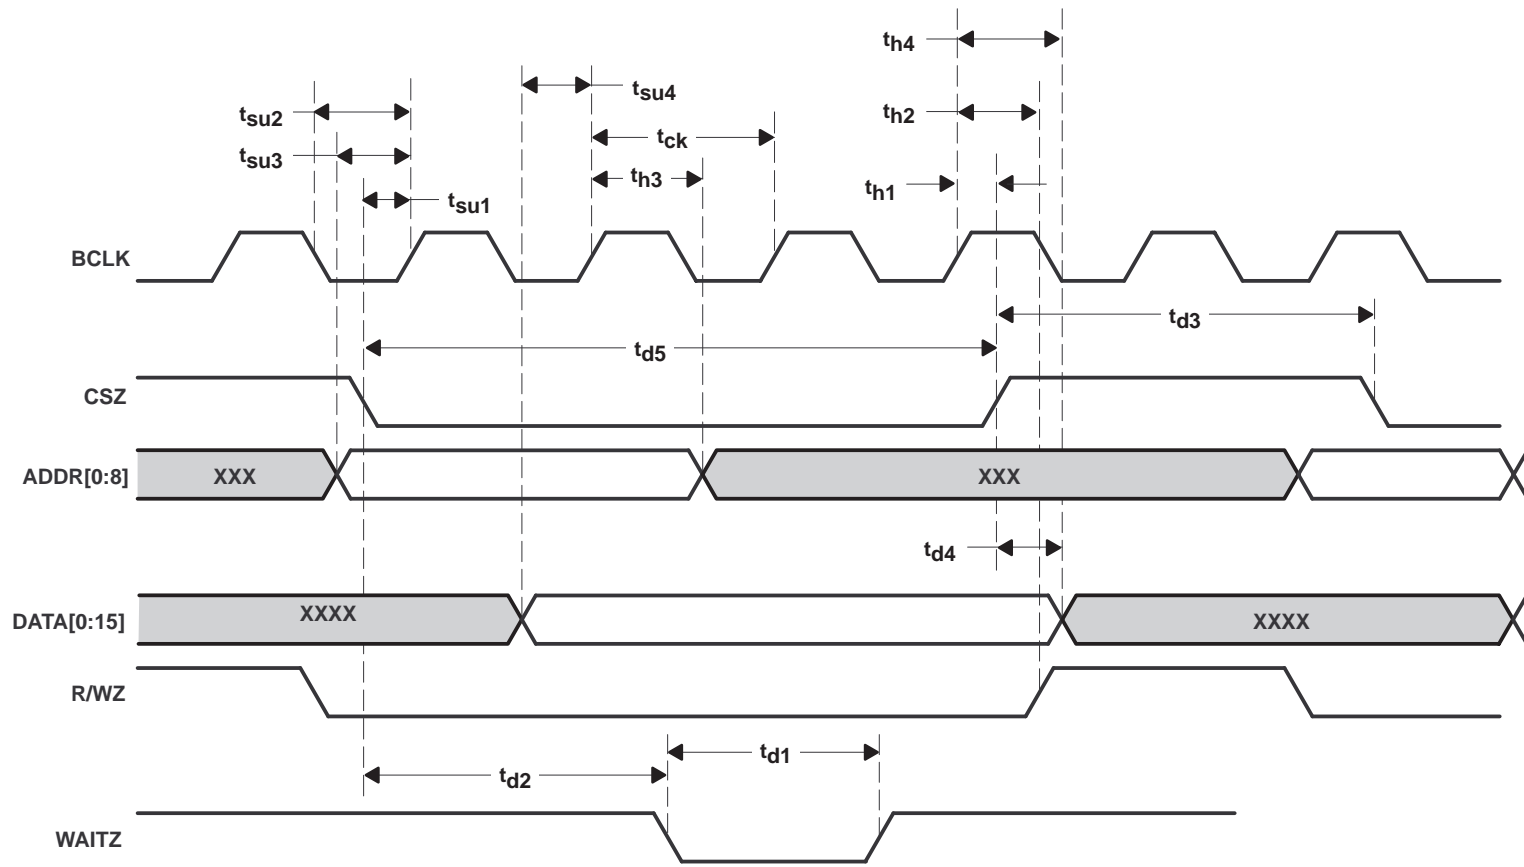 th4
tsu4
th2
tsu2
tck
tsu3
th3
th1
tsu1
BCLK
td3
td5
CSZ
ADDR[0:8]
XXX
XXX
td4
DATA[0:15]
XXXX
XXXX
R/WZ
td1
td2
WAITZ